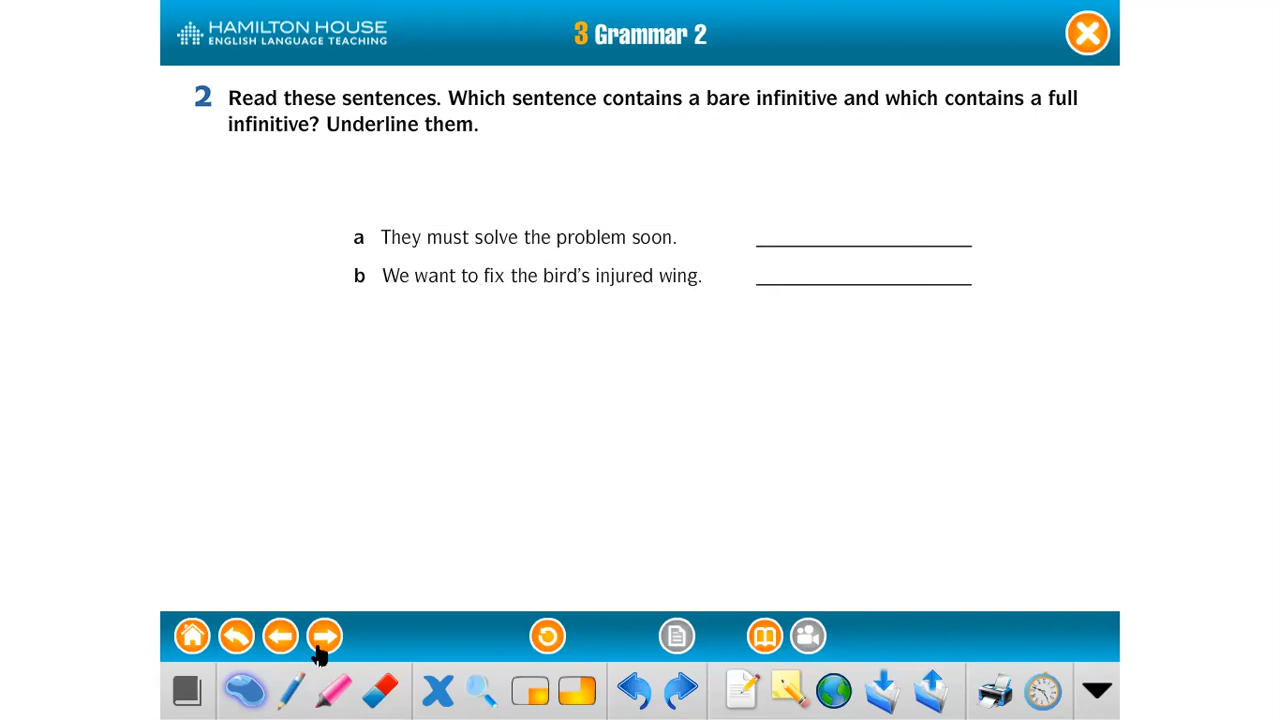 HAMILTON HOUSE
ENGLISH LANGUAGE TEACHING
3 Grammar 2
2 Read these sentences. Which sentence contains a bare infinitive and which contains a full
infinitive? Underline them.
a They must solve the problem soon.
b We want to fix the bird's injured wing.